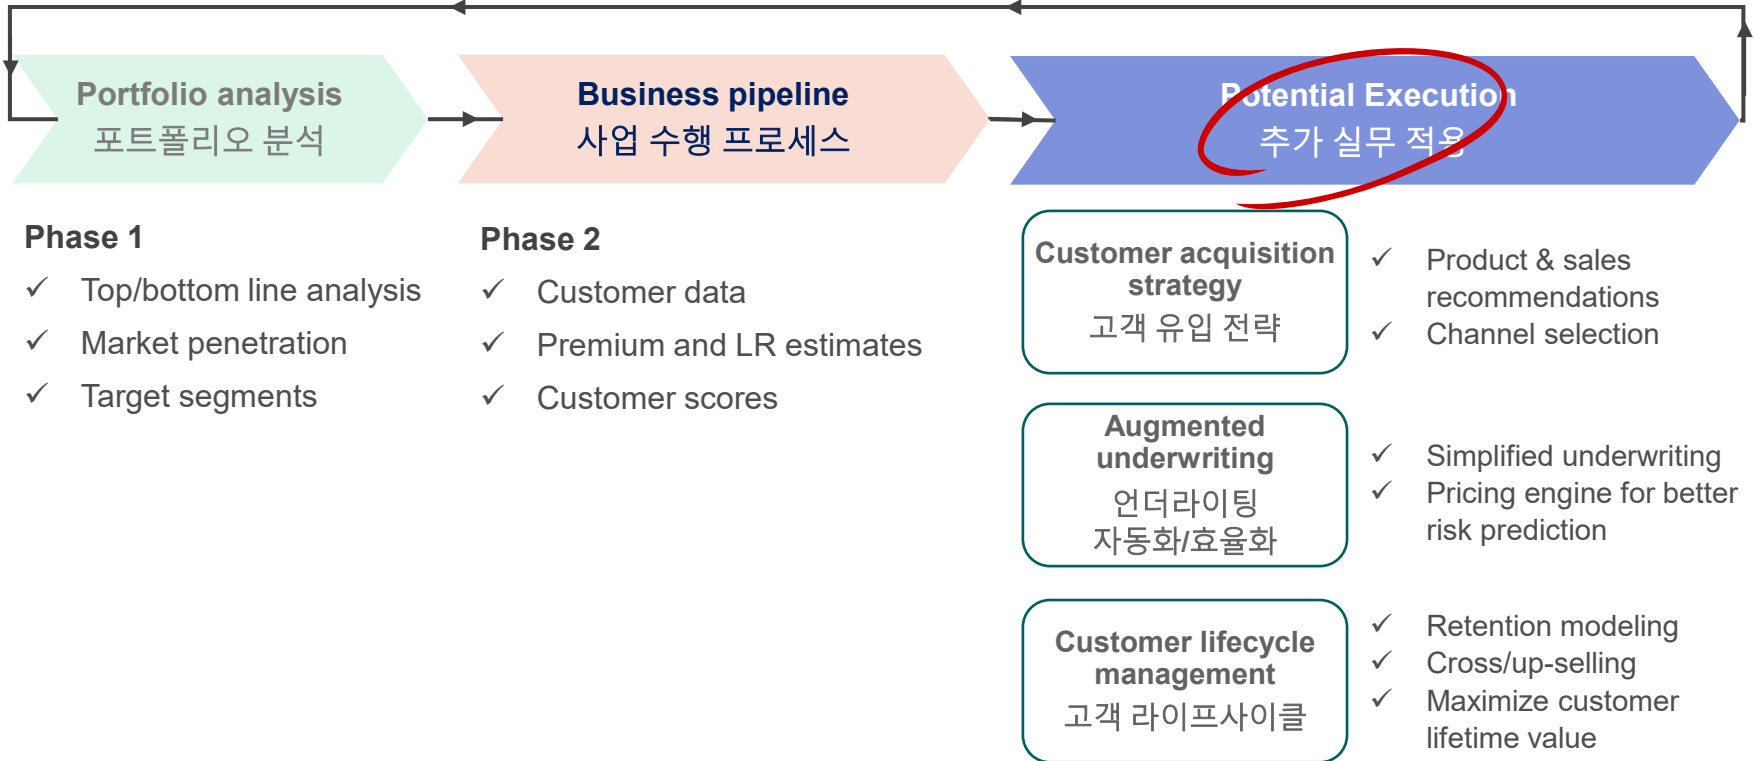 Portfolio analysis
포트폴리오 분석
Business pipeline
사업 수행 프로세스
Potential Execution
추가 실무 적용
Phase 1
✓ Top/bottom line analysis
✓ Market penetration
✓ Target segments
Phase 2
✓ Customer data
✓ Premium and LR estimates
✓ Customer scores
Customer acquisition
strategy
고객 유입 전략
✓ Product & sales
recommendations
✓ Channel selection
Augmented
underwriting
언더라이팅
자동화/효율화
✓ Simplified underwriting
✓ Pricing engine for better
risk prediction
Customer lifecycle
management
고객 라이프사이클
✓ Retention modeling
✓ Cross/up-selling
✓ Maximize customer
lifetime value